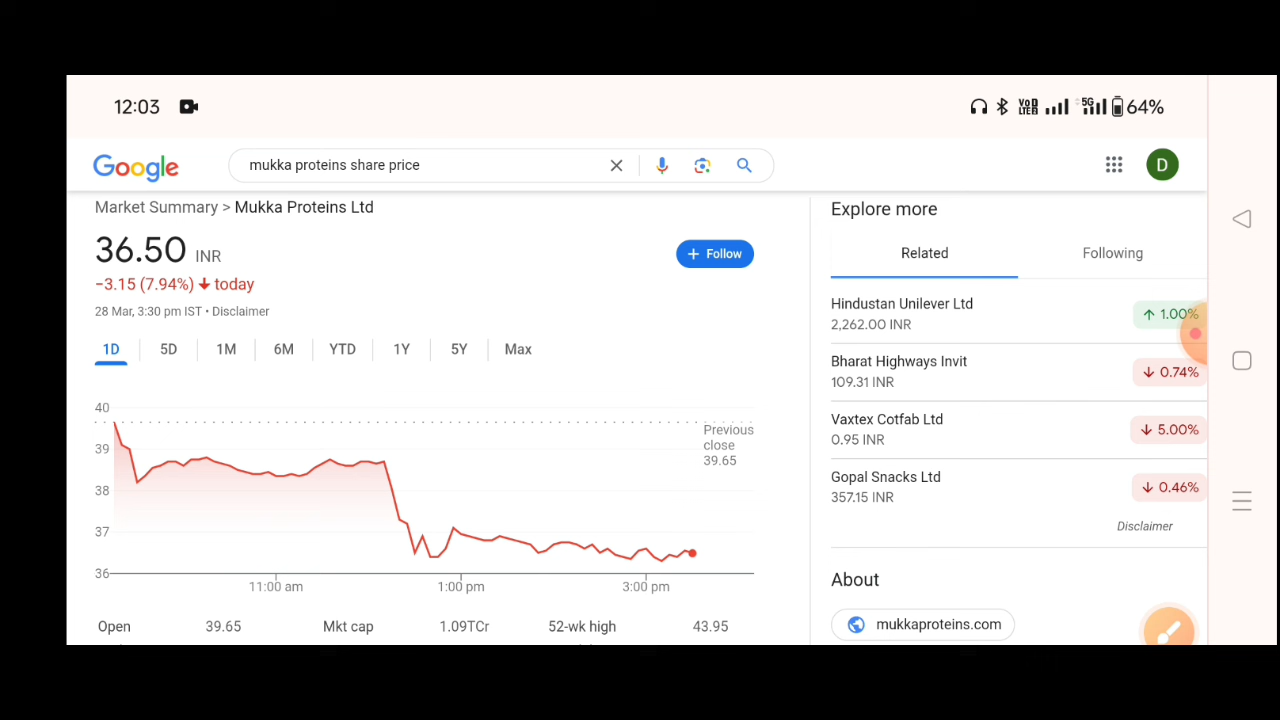 12:03
VoD
LTE
5G
64%
Google
mukka proteins share price
D
Market Summary > Mukka Proteins Ltd
36.50 INR
−3.15 (7.94%) ↓ today
28 Mar, 3:30 pm IST • Disclaimer
+ Follow
1D 5D 1M 6M YTD 1Y 5Y Max
40
39
38
37
36
Previous
close
39.65
11:00 am 1:00 pm 3:00 pm
Open 39.65 Mkt cap 1.09TCr 52-wk high 43.95
Explore more
Related Following
Hindustan Unilever Ltd
2,262.00 INR
↑ 1.00%
Bharat Highways Invit
109.31 INR
↓ 0.74%
Vaxtex Cotfab Ltd
0.95 INR
↓ 5.00%
Gopal Snacks Ltd
357.15 INR
↓ 0.46%
Disclaimer
About
mukkaproteins.com